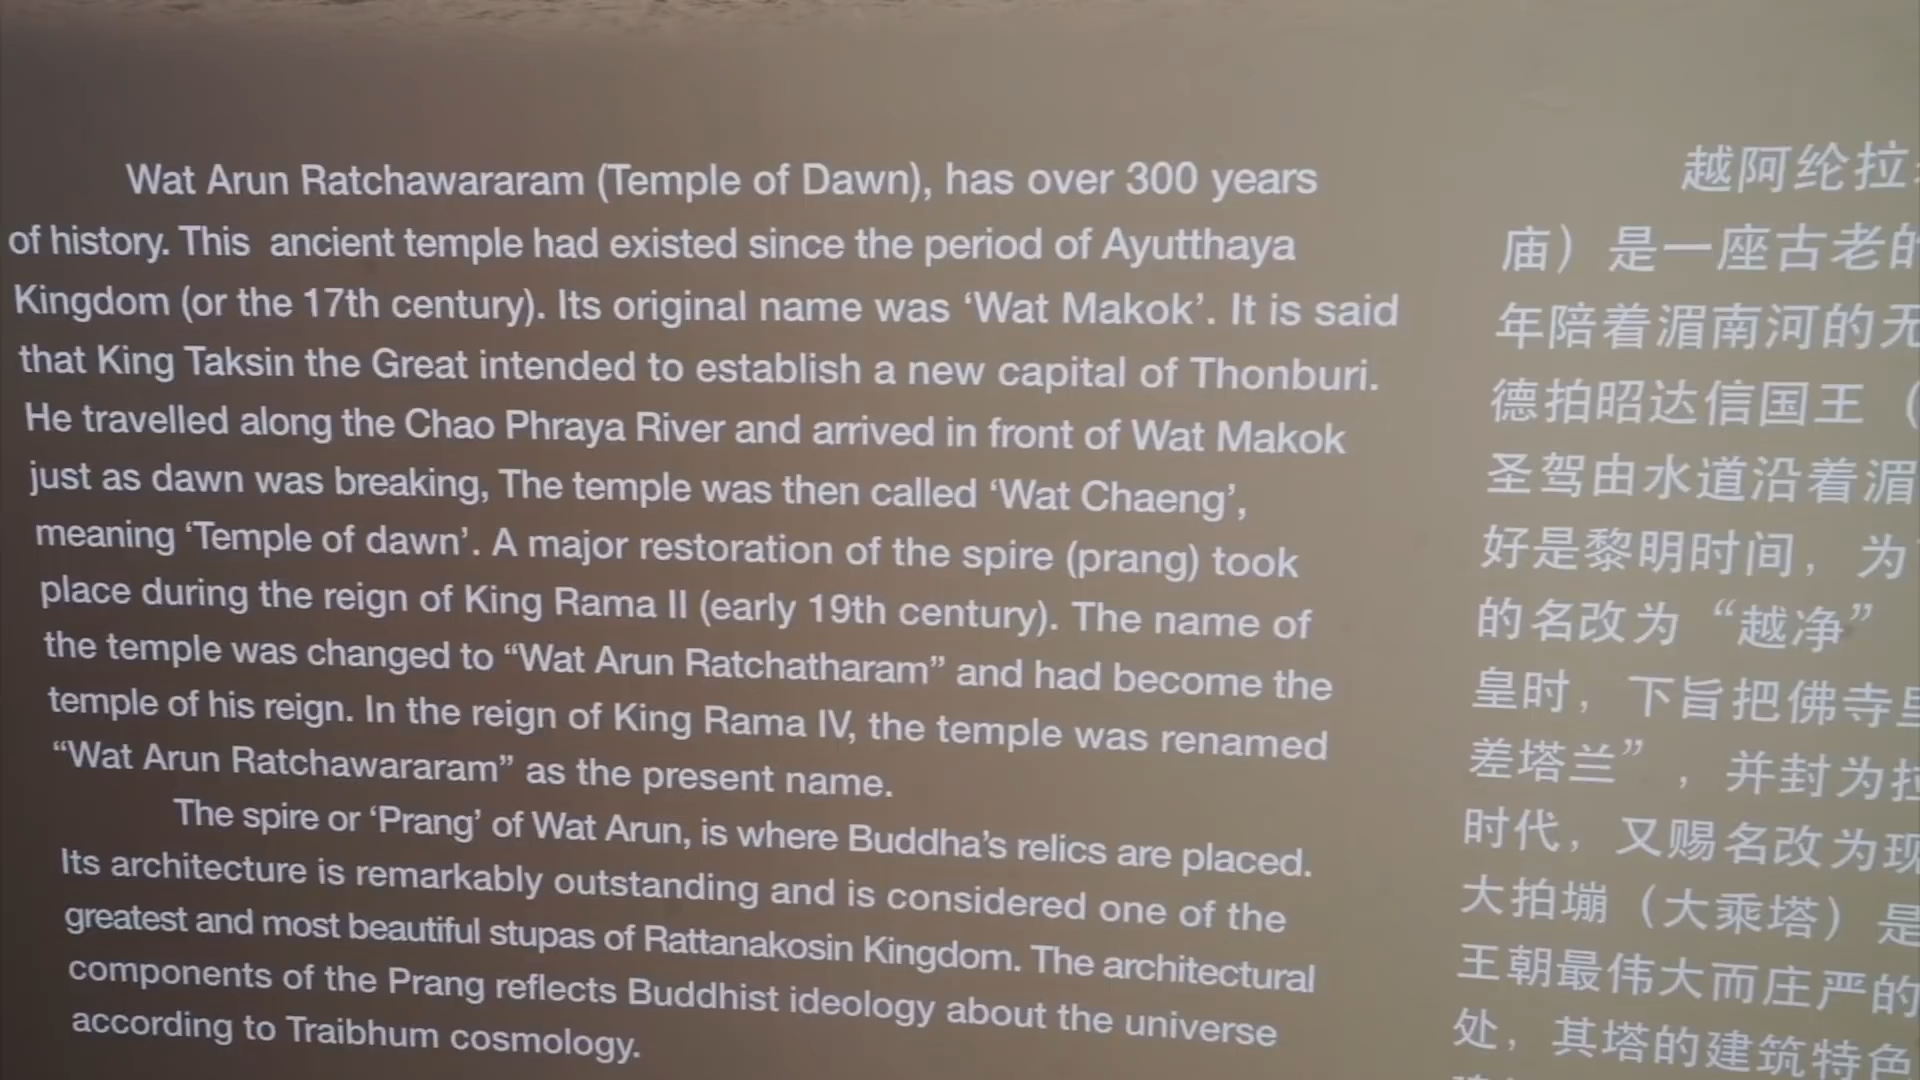 Wat Arun Ratchawararam (Temple of Dawn), has over 300 years
of history. This ancient temple had existed since the period of Ayutthaya
Kingdom (or the 17th century). Its original name was ‘Wat Makok’. It is said
that King Taksin the Great intended to establish a new capital of Thonburi.
He travelled along the Chao Phraya River and arrived in front of Wat Makok
just as dawn was breaking, The temple was then called ‘Wat Chaeng’,
meaning ‘Temple of dawn’. A major restoration of the spire (prang) took
place during the reign of King Rama II (early 19th century). The name of
the temple was changed to “Wat Arun Ratchatharam” and had become the
temple of his reign. In the reign of King Rama IV, the temple was renamed
“Wat Arun Ratchawararam” as the present name.
The spire or ‘Prang’ of Wat Arun, is where Buddha’s relics are placed.
Its architecture is remarkably outstanding and is considered one of the
greatest and most beautiful stupas of Rattanakosin Kingdom. The architectural
components of the Prang reflects Buddhist ideology about the universe
according to Traibhum cosmology.
越阿纶拉
庙）是一座古老的
年陪着湄南河的无
德拍昭达信国王（
圣驾由水道沿着湄
好是黎明时间，为
的名改为“越净”
皇时，下旨把佛寺
差塔兰”，并封为拉
时代，又赐名改为现
大拍塴（大乘塔）是
王朝最伟大而庄严的
处，其塔的建筑特色